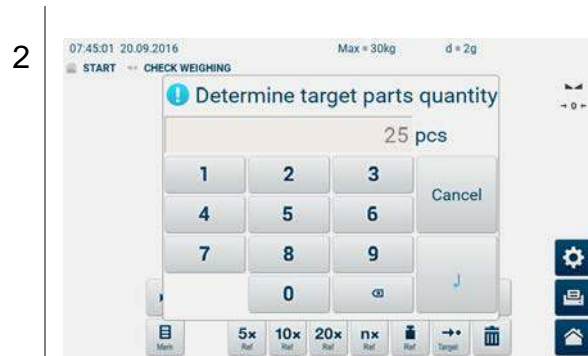 2
07:45:01 20.09.2016 Max = 30kg d = 2g
START CHECK WEIGHING
Determine target parts quantity
25 pcs
→ 0 ←
1 2 3
Cancel
4 5 6
7 8 9
0
5x 10x 20x nx
Mem Ref Ref Ref Ref Ref Target